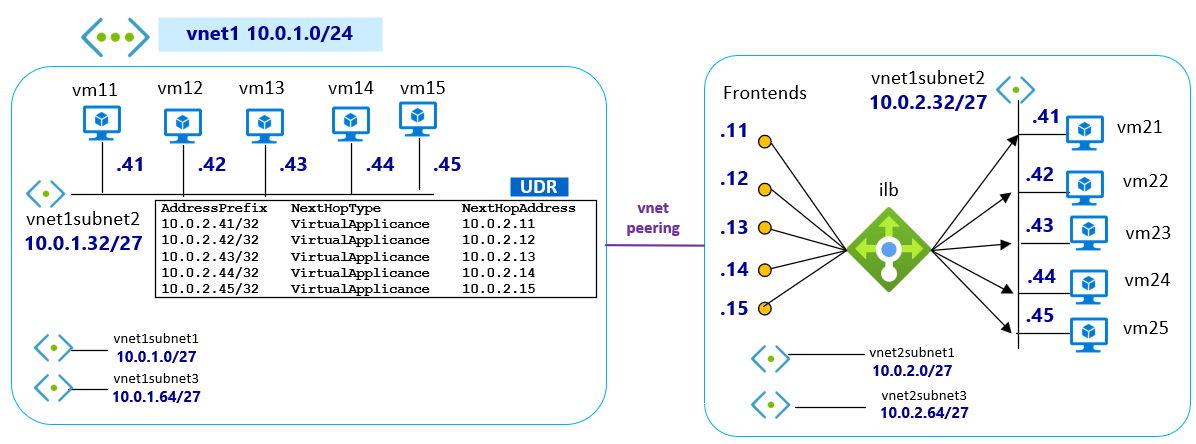 vnet1 10.0.1.0/24
vm11
vm12
vm13
vm14
vm15
.41
.42
.43
.44
.45
vnet1subnet2
10.0.1.32/27
UDR
AddressPrefix NextHopType NextHopAddress
10.0.2.41/32 VirtualApplicance 10.0.2.11
10.0.2.42/32 VirtualApplicance 10.0.2.12
10.0.2.43/32 VirtualApplicance 10.0.2.13
10.0.2.44/32 VirtualApplicance 10.0.2.14
10.0.2.45/32 VirtualApplicance 10.0.2.15
vnet1subnet1
10.0.1.0/27
vnet1subnet3
10.0.1.64/27
vnet
peering
Frontends
.11
.12
.13
.14
.15
ilb
vnet1subnet2
10.0.2.32/27
.41
vm21
.42
vm22
.43
vm23
.44
vm24
.45
vm25
vnet2subnet1
10.0.2.0/27
vnet2subnet3
10.0.2.64/27